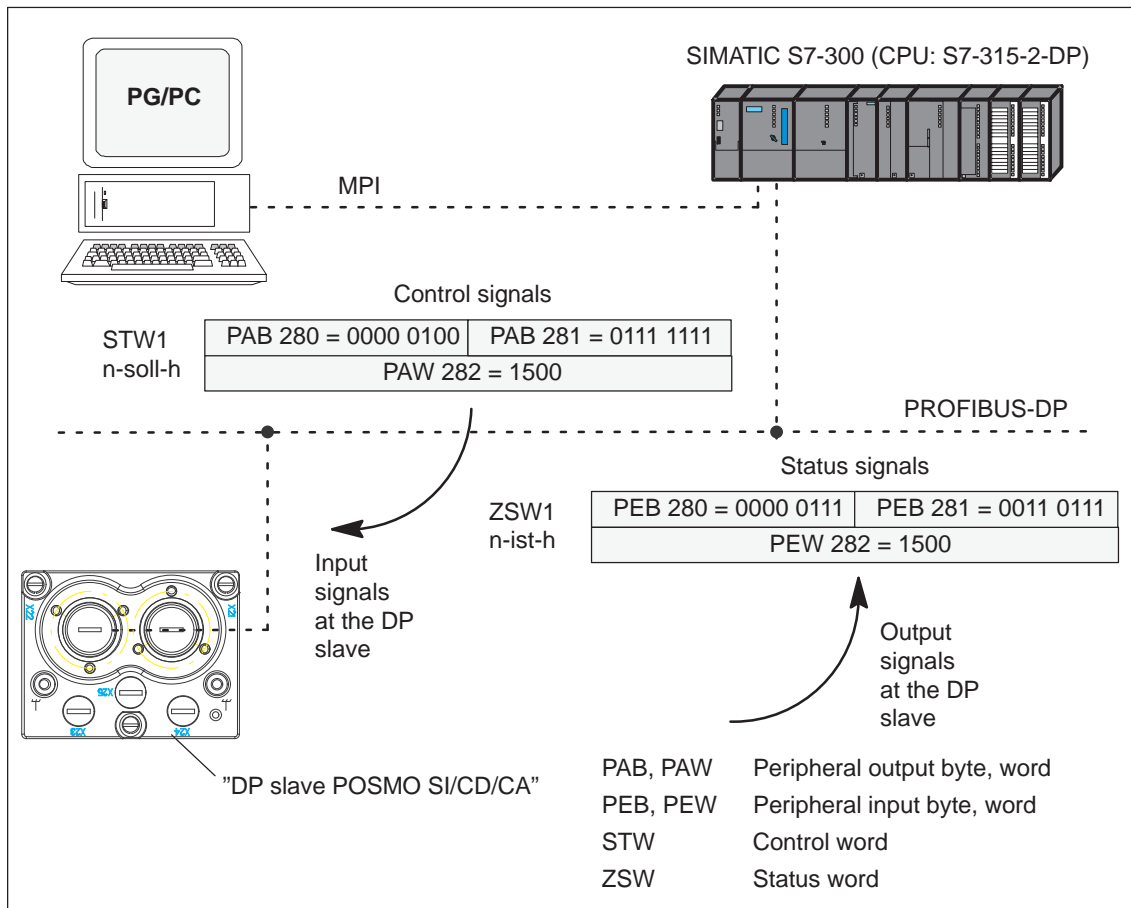 PG/PC
SIMATIC S7-300 (CPU: S7-315-2-DP)
MPI
Control signals
STW1
n-soll-h
PAB 280 = 0000 0100
PAB 281 = 0111 1111
PAW 282 = 1500
PROFIBUS-DP
Status signals
ZSW1
n-ist-h
PEB 280 = 0000 0111
PEB 281 = 0011 0111
PEW 282 = 1500
Input
signals
at the DP
slave
Output
signals
at the DP
slave
X22
X21
X25
X23
X24
”DP slave POSMO SI/CD/CA”
PAB, PAW Peripheral output byte, word
PEB, PEW Peripheral input byte, word
STW Control word
ZSW Status word